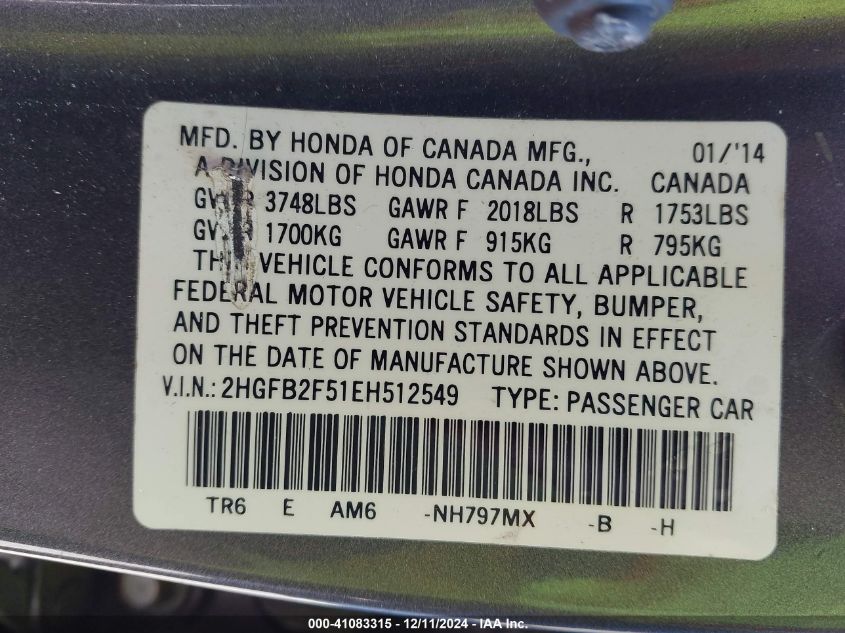 MFD. BY HONDA OF CANADA MFG., 01/'14
A DIVISION OF HONDA CANADA INC. CANADA
GVWR 3748LBS GAWR F 2018LBS R 1753LBS
GVWR 1700KG GAWR F 915KG R 795KG
THIS VEHICLE CONFORMS TO ALL APPLICABLE
FEDERAL MOTOR VEHICLE SAFETY, BUMPER,
AND THEFT PREVENTION STANDARDS IN EFFECT
ON THE DATE OF MANUFACTURE SHOWN ABOVE.
V.I.N.: 2HGFB2F51EH512549 TYPE: PASSENGER CAR
TR6 E AM6 -NH797MX -B -H
000-41083315 - 12/11/2024 - IAA Inc.